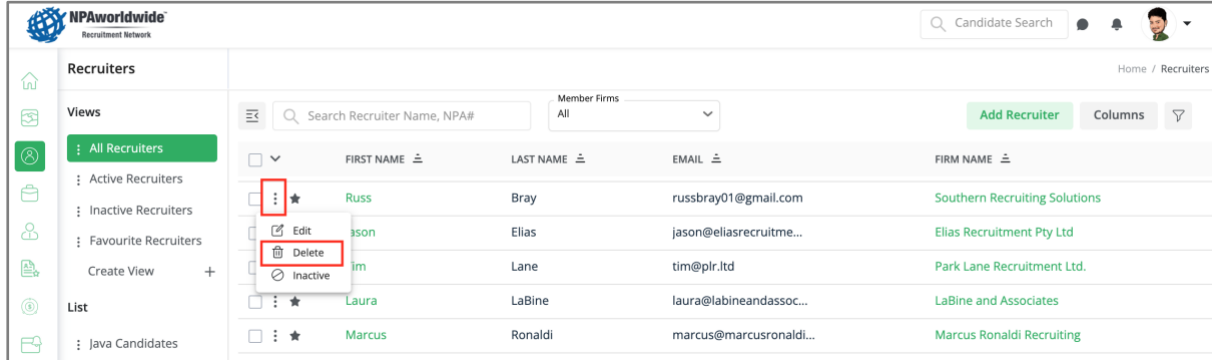 NPAworldwide
Recruitment Network
Candidate Search
Recruiters
Home / Recruiters
Views
All Recruiters
Active Recruiters
Inactive Recruiters
Favourite Recruiters
Create View +
List
Java Candidates
Search Recruiter Name, NPA#
Member Firms
All
Add Recruiter
Columns
FIRST NAME LAST NAME EMAIL FIRM NAME
Russ Bray russbray01@gmail.com Southern Recruiting Solutions
ason Elias jason@eliasrecruitme... Elias Recruitment Pty Ltd
im Lane tim@plr.ltd Park Lane Recruitment Ltd.
Laura LaBine laura@labineandassoc... LaBine and Associates
Marcus Ronaldi marcus@marcusronaldi... Marcus Ronaldi Recruiting
Edit
Delete
Inactive